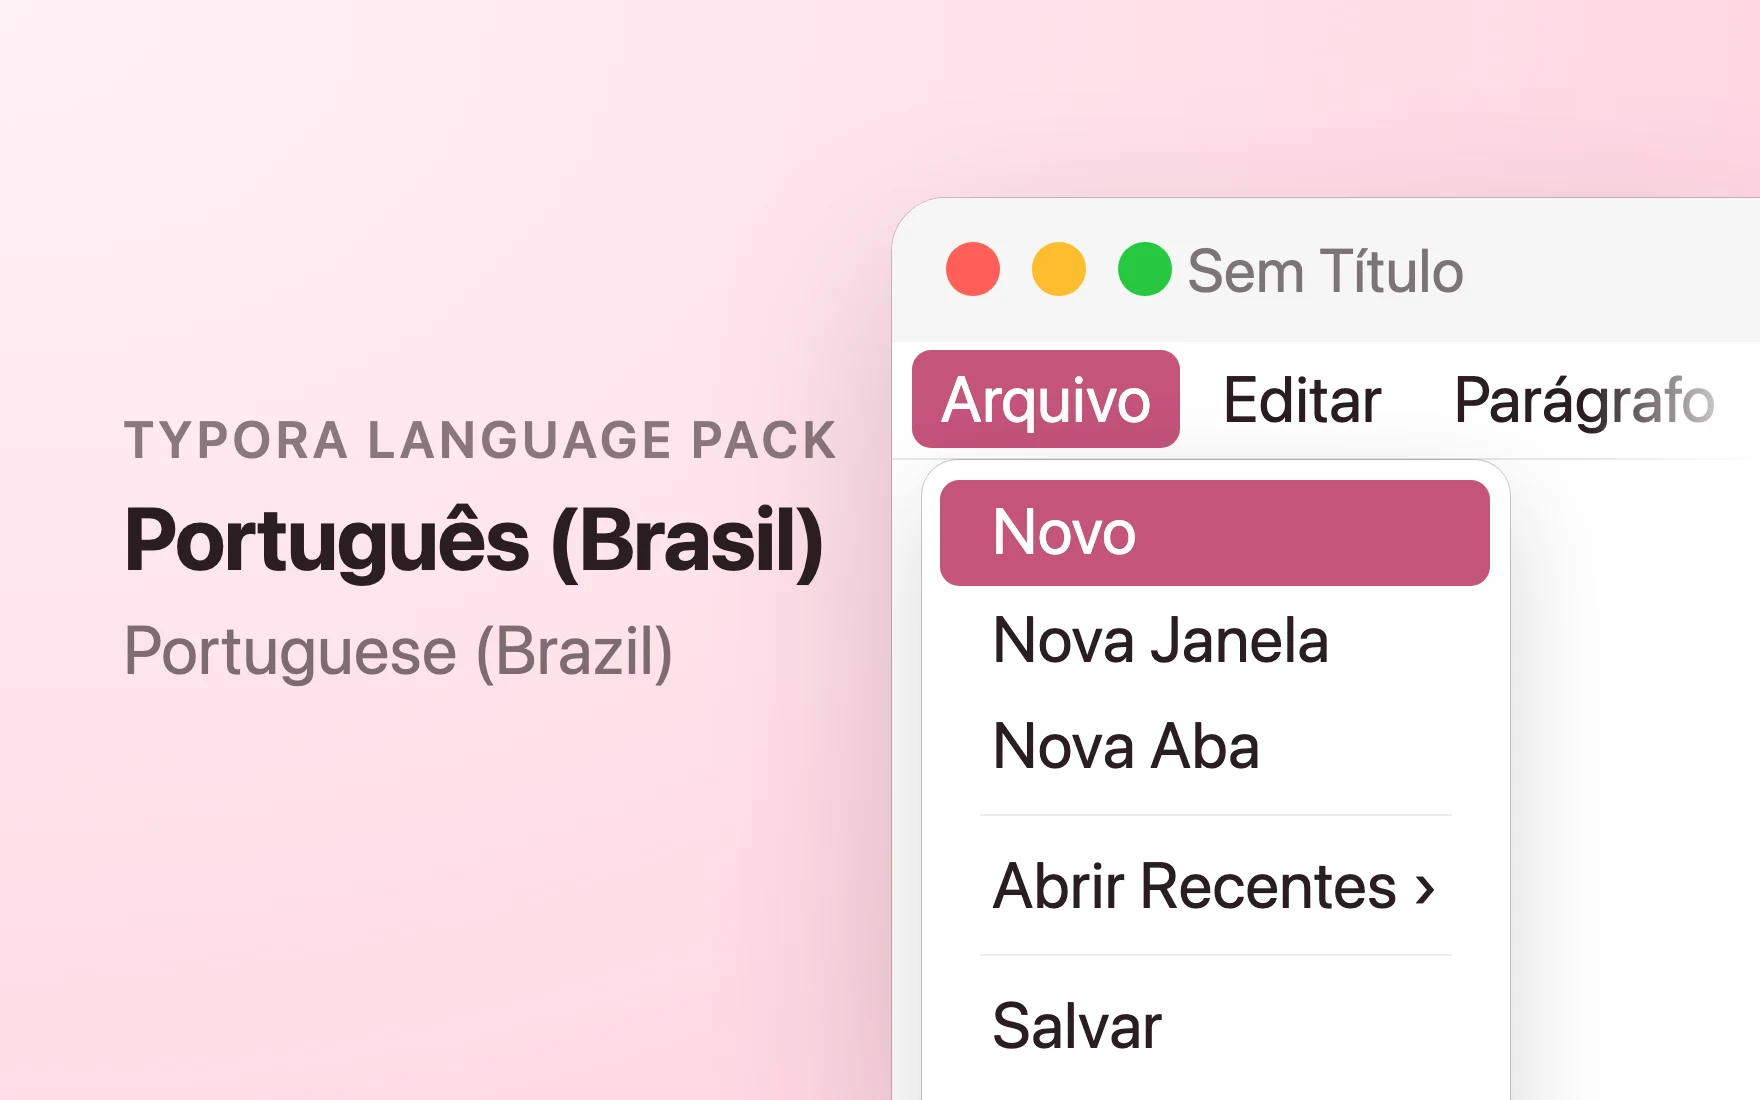 TYPORA LANGUAGE PACK
Português (Brasil)
Portuguese (Brazil)
Sem Título
Arquivo Editar Parágrafo
Novo
Nova Janela
Nova Aba
Abrir Recentes ›
Salvar